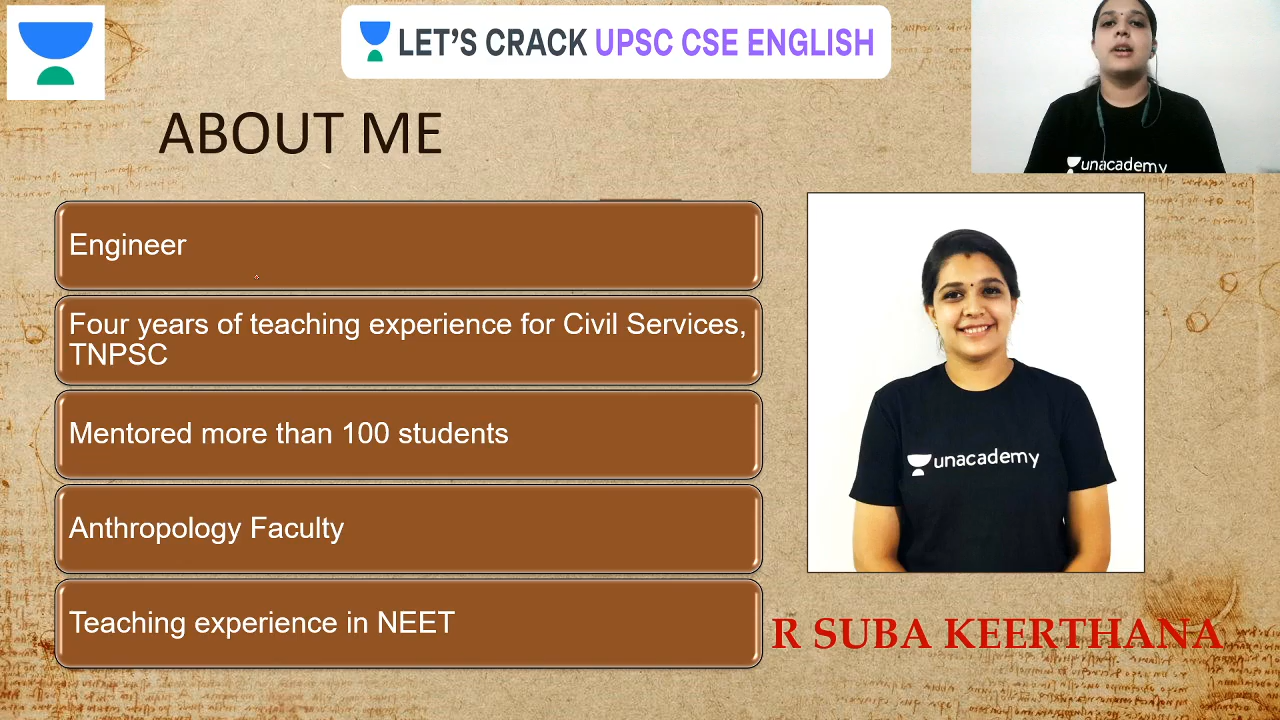 LET'S CRACK UPSC CSE ENGLISH
unacademy
ABOUT ME
Engineer
Four years of teaching experience for Civil Services,
TNPSC
Mentored more than 100 students
Anthropology Faculty
Teaching experience in NEET
unacademy
R SUBA KEERTHANA